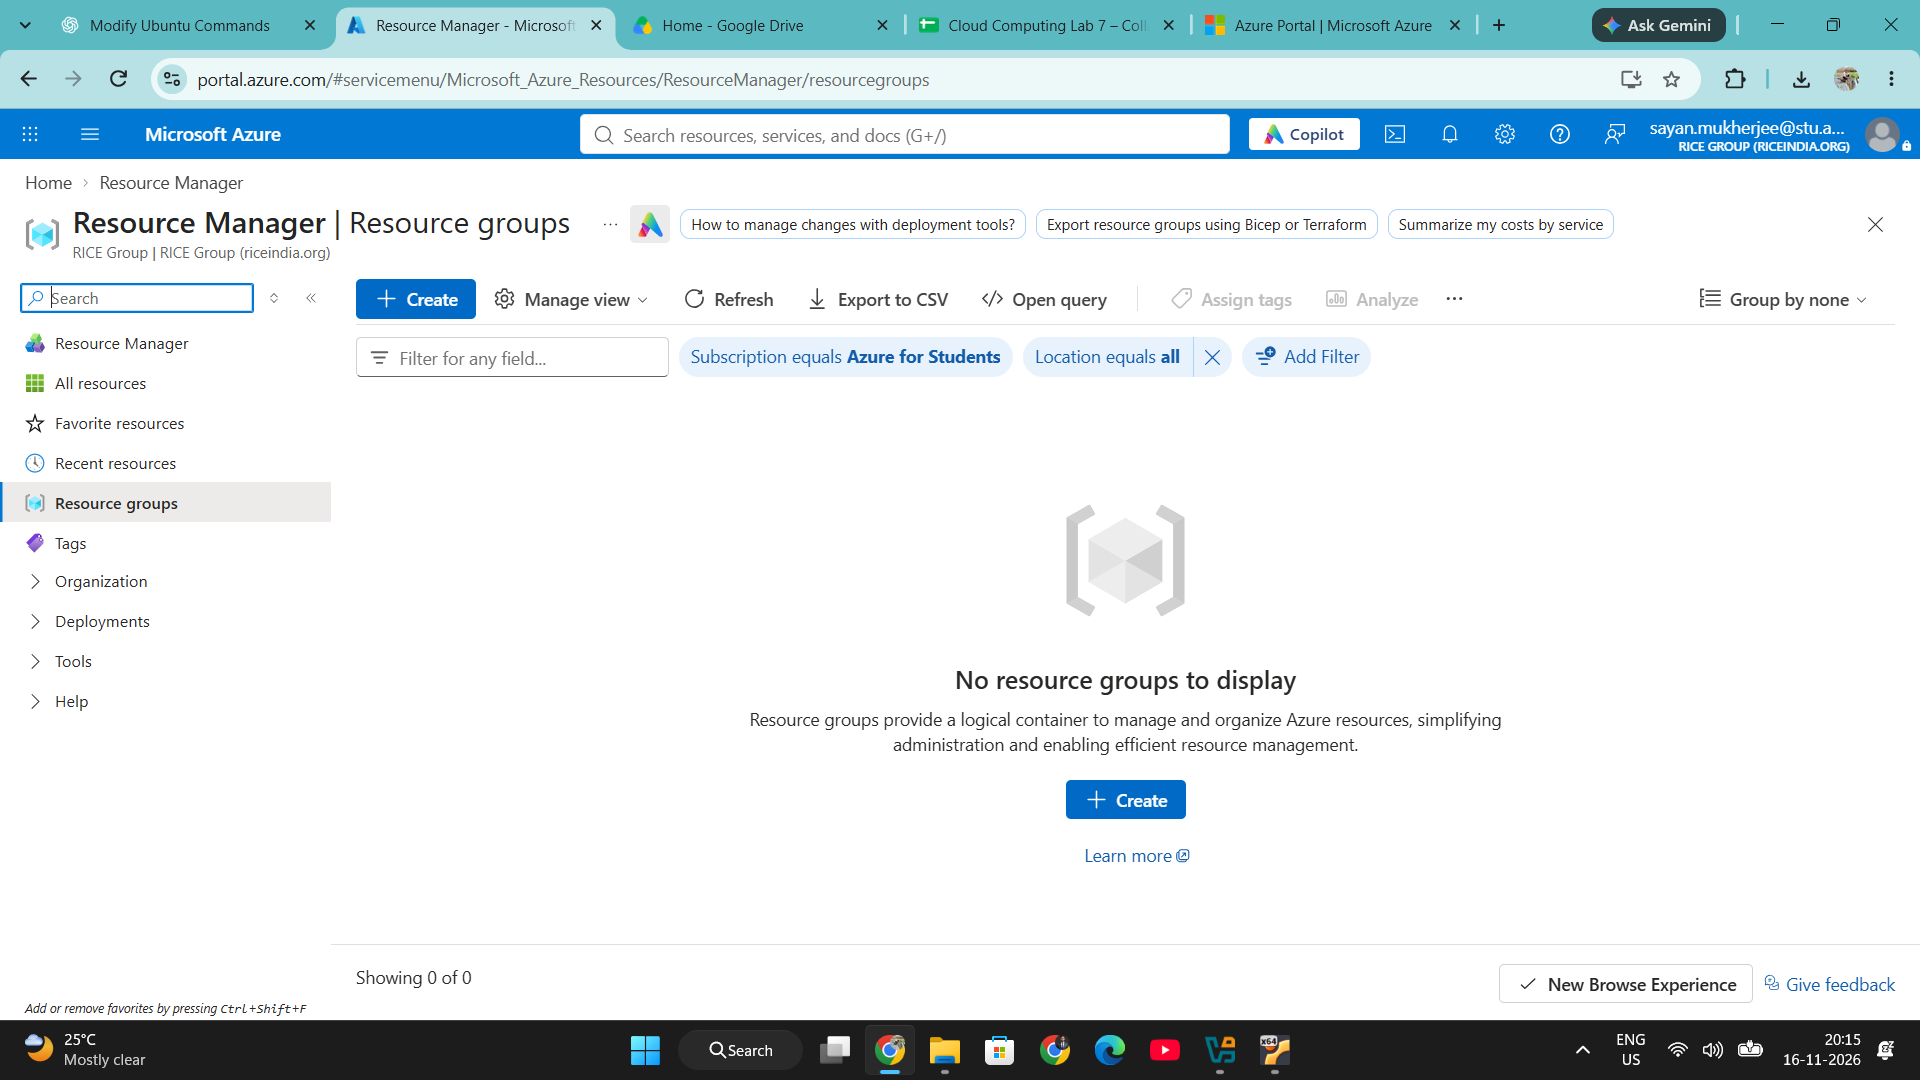 Modify Ubuntu Commands
Resource Manager - Microsoft
Home - Google Drive
Cloud Computing Lab 7 – Coll
Azure Portal | Microsoft Azure
Ask Gemini
portal.azure.com/#servicemenu/Microsoft_Azure_Resources/ResourceManager/resourcegroups
Microsoft Azure
Search resources, services, and docs (G+/)
Copilot
sayan.mukherjee@stu.a...
RICE GROUP (RICEINDIA.ORG)
Home > Resource Manager
Resource Manager | Resource groups
RICE Group | RICE Group (riceindia.org)
How to manage changes with deployment tools?
Export resource groups using Bicep or Terraform
Summarize my costs by service
Search
Resource Manager
All resources
Favorite resources
Recent resources
Resource groups
Tags
Organization
Deployments
Tools
Help
Add or remove favorites by pressing Ctrl+Shift+F
Create
Manage view
Refresh
Export to CSV
Open query
Assign tags
Analyze
Group by none
Filter for any field...
Subscription equals Azure for Students
Location equals all
Add Filter
No resource groups to display
Resource groups provide a logical container to manage and organize Azure resources, simplifying
administration and enabling efficient resource management.
Create
Learn more
Showing 0 of 0
New Browse Experience
Give feedback
25°C
Mostly clear
Search
x64
ENG
US
20:15
16-11-2026